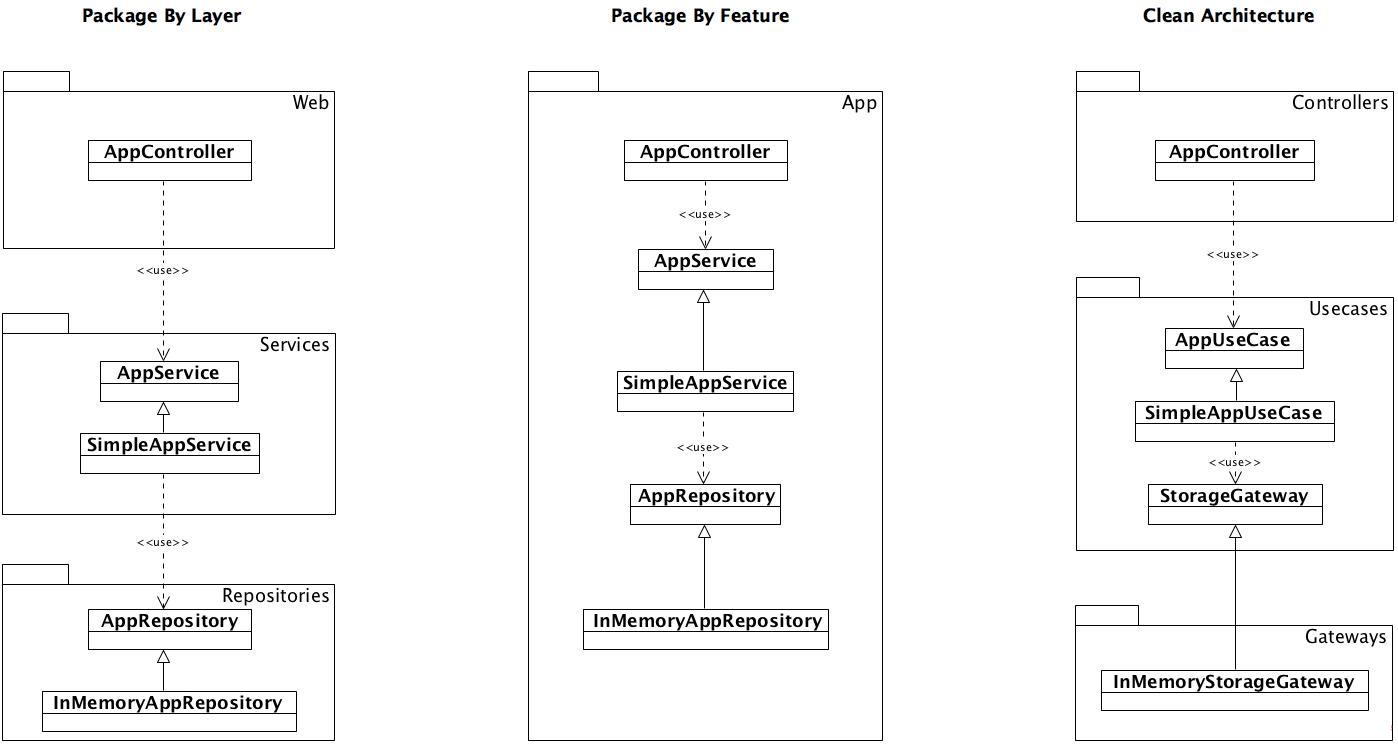 Package By Layer
Web
AppController
<<use>>
Services
AppService
SimpleAppService
<<use>>
Repositories
AppRepository
InMemoryAppRepository
Package By Feature
App
AppController
<<use>>
AppService
SimpleAppService
<<use>>
AppRepository
InMemoryAppRepository
Clean Architecture
Controllers
AppController
<<use>>
Usecases
AppUseCase
SimpleAppUseCase
<<use>>
StorageGateway
Gateways
InMemoryStorageGateway